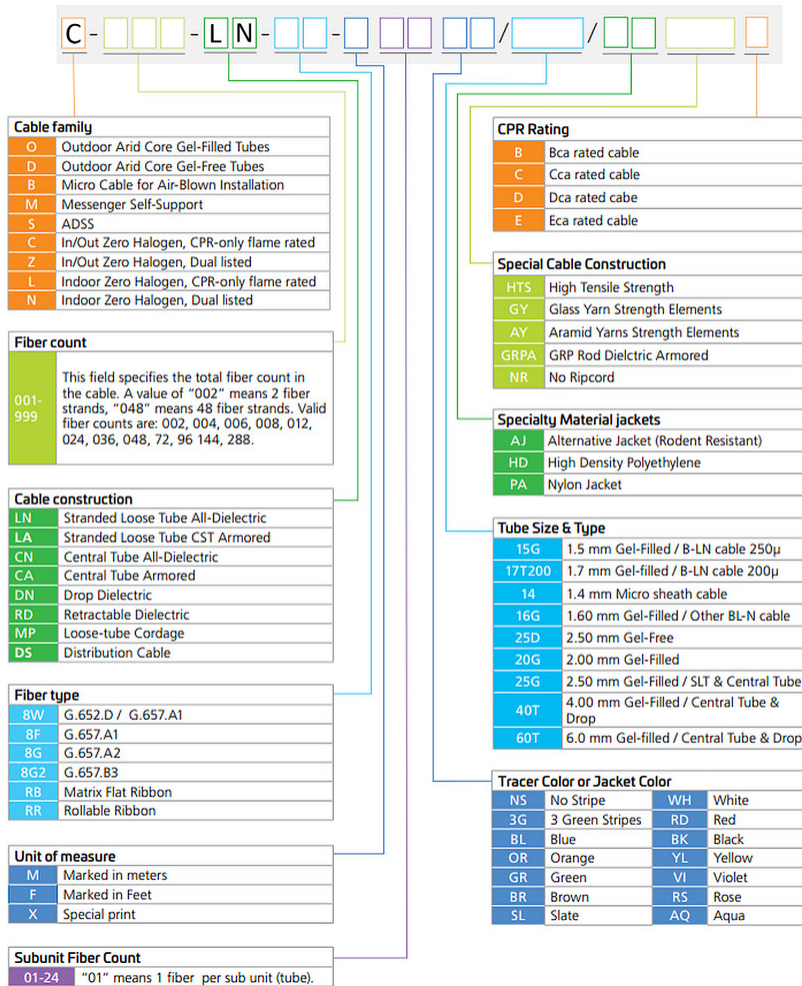 C - - L N - - / /
Cable family
O Outdoor Arid Core Gel-Filled Tubes
D Outdoor Arid Core Gel-Free Tubes
B Micro Cable for Air-Blown Installation
M Messenger Self-Support
S ADSS
C In/Out Zero Halogen, CPR-only flame rated
Z In/Out Zero Halogen, Dual listed
L Indoor Zero Halogen, CPR-only flame rated
N Indoor Zero Halogen, Dual listed
Fiber count
001-
999
This field specifies the total fiber count in
the cable. A value of "002" means 2 fiber
strands, "048" means 48 fiber strands. Valid
fiber counts are: 002, 004, 006, 008, 012,
024, 036, 048, 72, 96 144, 288.
Cable construction
LN Stranded Loose Tube All-Dielectric
LA Stranded Loose Tube CST Armored
CN Central Tube All-Dielectric
CA Central Tube Armored
DN Drop Dielectric
RD Retractable Dielectric
MP Loose-tube Cordage
DS Distribution Cable
Fiber type
8W G.652.D / G.657.A1
8F G.657.A1
8G G.657.A2
8G2 G.657.B3
RB Matrix Flat Ribbon
RR Rollable Ribbon
Unit of measure
M Marked in meters
F Marked in Feet
X Special print
Subunit Fiber Count
01-24 "01" means 1 fiber per sub unit (tube).
CPR Rating
B Bca rated cable
C Cca rated cable
D Dca rated cabe
E Eca rated cable
Special Cable Construction
HTS High Tensile Strength
GY Glass Yarn Strength Elements
AY Aramid Yarns Strength Elements
GRPA GRP Rod Dielctric Armored
NR No Ripcord
Specialty Material jackets
AJ Alternative Jacket (Rodent Resistant)
HD High Density Polyethylene
PA Nylon Jacket
Tube Size & Type
15G 1.5 mm Gel-Filled / B-LN cable 250µ
17T200 1.7 mm Gel-filled / B-LN cable 200µ
14 1.4 mm Micro sheath cable
16G 1.60 mm Gel-Filled / Other BL-N cable
25D 2.50 mm Gel-Free
20G 2.00 mm Gel-Filled
25G 2.50 mm Gel-Filled / SLT & Central Tube
40T 4.00 mm Gel-Filled / Central Tube &
Drop
60T 6.0 mm Gel-filled / Central Tube & Drop
Tracer Color or Jacket Color
NS No Stripe WH White
3G 3 Green Stripes RD Red
BL Blue BK Black
OR Orange YL Yellow
GR Green VI Violet
BR Brown RS Rose
SL Slate AQ Aqua